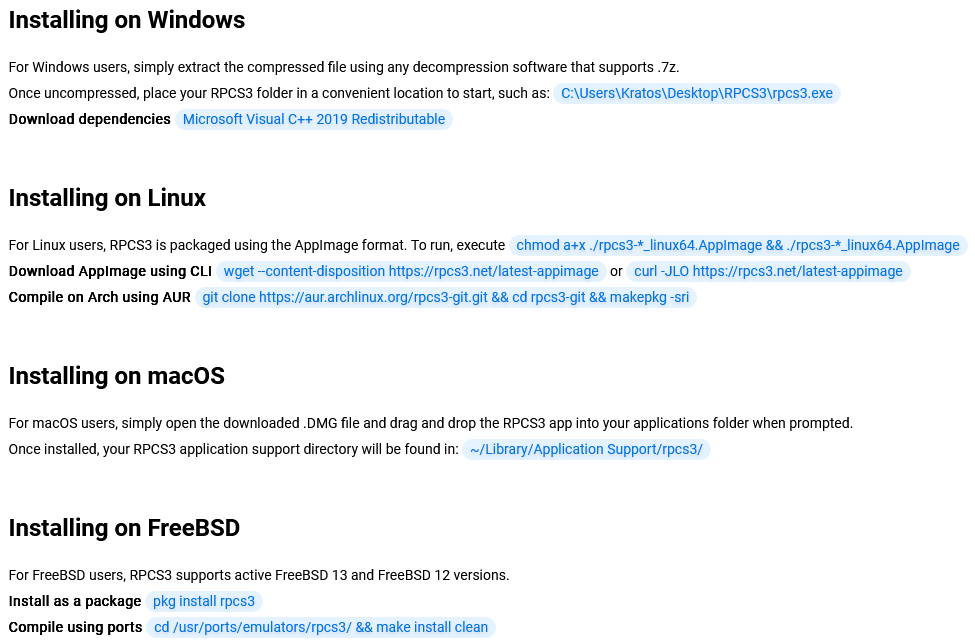 Installing on Windows
For Windows users, simply extract the compressed file using any decompression software that supports .7z.
Once uncompressed, place your RPCS3 folder in a convenient location to start, such as: C:\Users\Kratos\Desktop\RPCS3\rpcs3.exe
Download dependencies Microsoft Visual C++ 2019 Redistributable
Installing on Linux
For Linux users, RPCS3 is packaged using the AppImage format. To run, execute chmod a+x ./rpcs3-*_linux64.AppImage && ./rpcs3-*_linux64.AppImage
Download AppImage using CLI wget --content-disposition https://rpcs3.net/latest-appimage or curl -JLO https://rpcs3.net/latest-appimage
Compile on Arch using AUR git clone https://aur.archlinux.org/rpcs3-git.git && cd rpcs3-git && makepkg -sri
Installing on macOS
For macOS users, simply open the downloaded .DMG file and drag and drop the RPCS3 app into your applications folder when prompted.
Once installed, your RPCS3 application support directory will be found in: ~/Library/Application Support/rpcs3/
Installing on FreeBSD
For FreeBSD users, RPCS3 supports active FreeBSD 13 and FreeBSD 12 versions.
Install as a package pkg install rpcs3
Compile using ports cd /usr/ports/emulators/rpcs3/ && make install clean